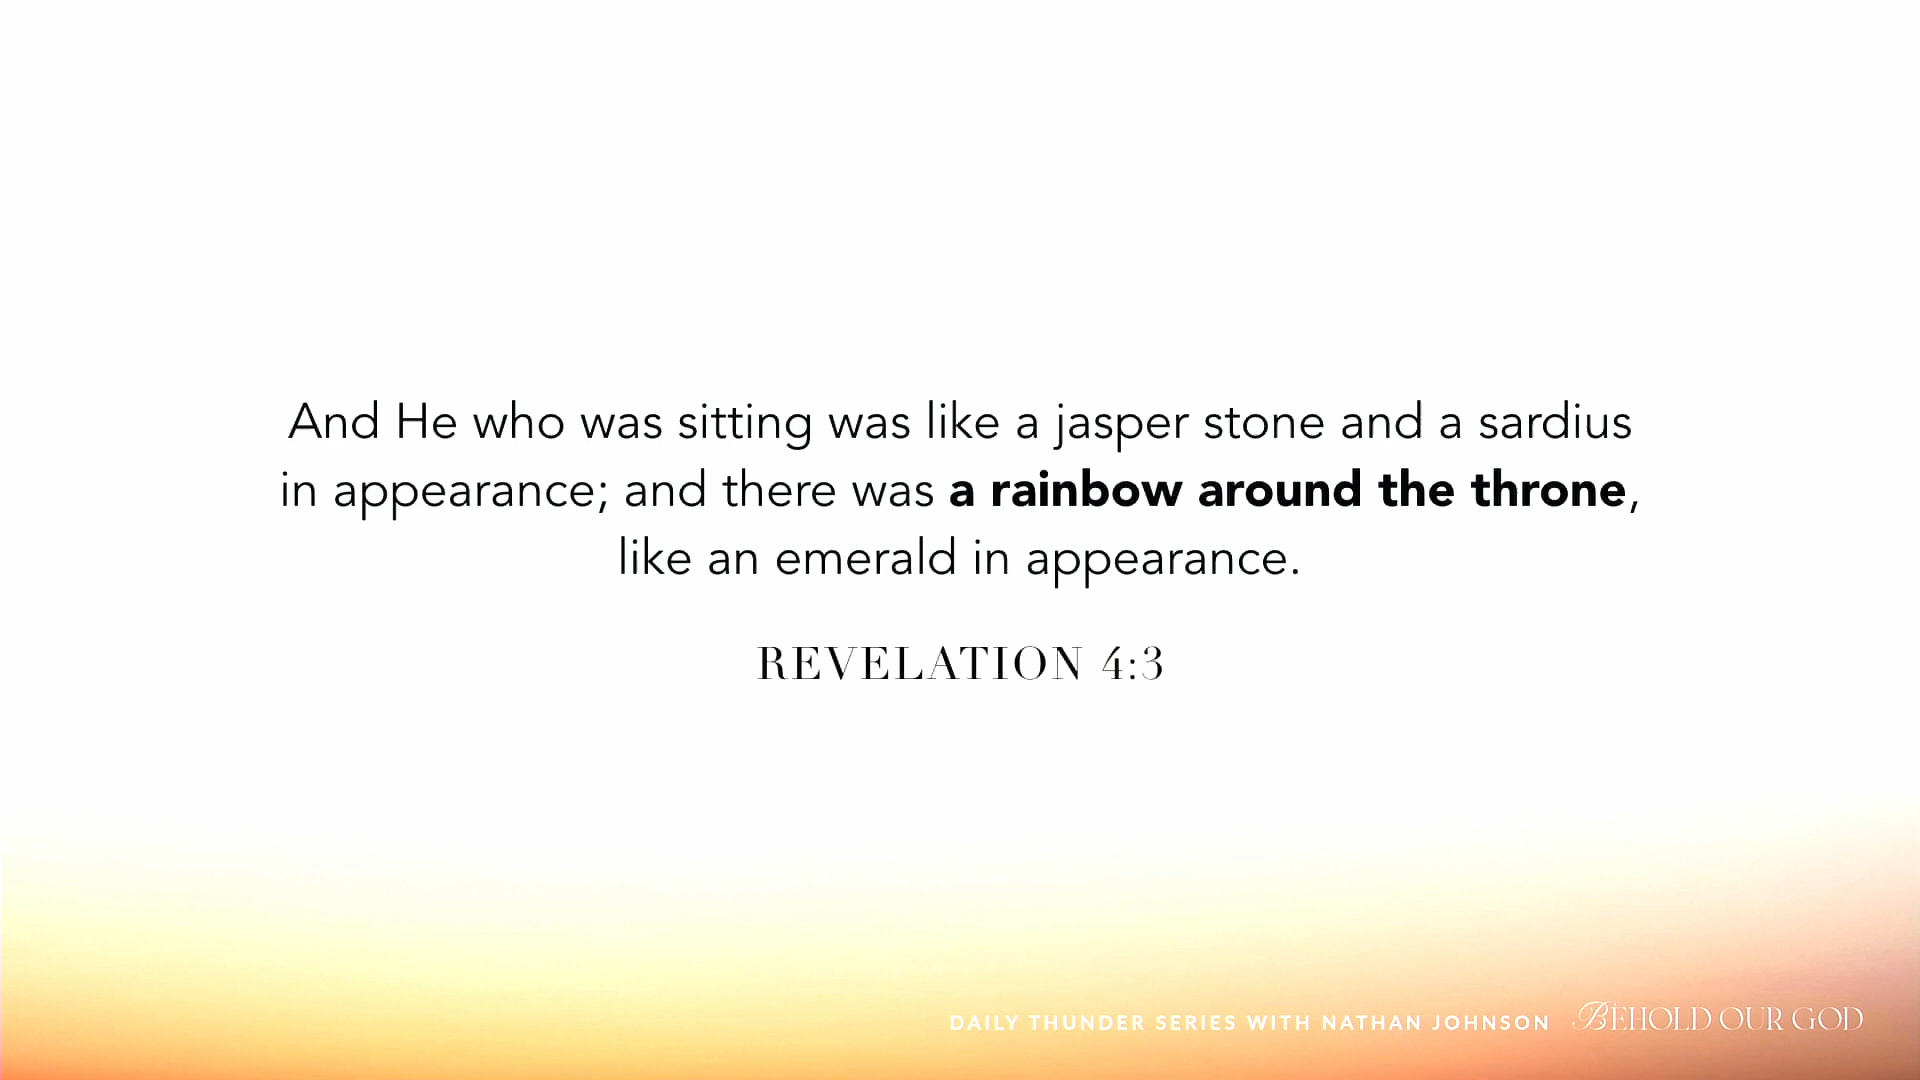 And He who was sitting was like a jasper stone and a sardius
in appearance; and there was a rainbow around the throne,
like an emerald in appearance.
REVELATION 4:3
DAILY THUNDER SERIES WITH NATHAN JOHNSON BEHOLD OUR GOD